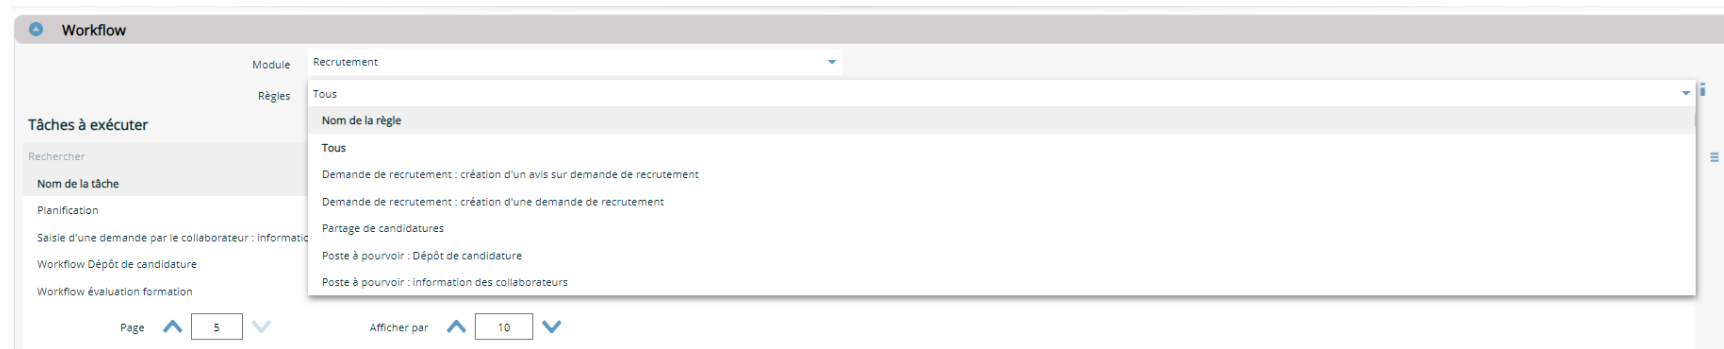 Workflow
Module Recrutement
Règles Tous
Nom de la règle
Tâches à exécuter
Tous
Rechercher
Demande de recrutement : création d'un avis sur demande de recrutement
Nom de la tâche
Demande de recrutement : création d'une demande de recrutement
Planification
Partage de candidatures
Saisie d'une demande par le collaborateur :
Poste à pourvoir : Dépôt de candidature
Workflow Dépôt de candidature
Poste à pourvoir : information des collaborateurs
Workflow évaluation formation
Page 5 Afficher par 10